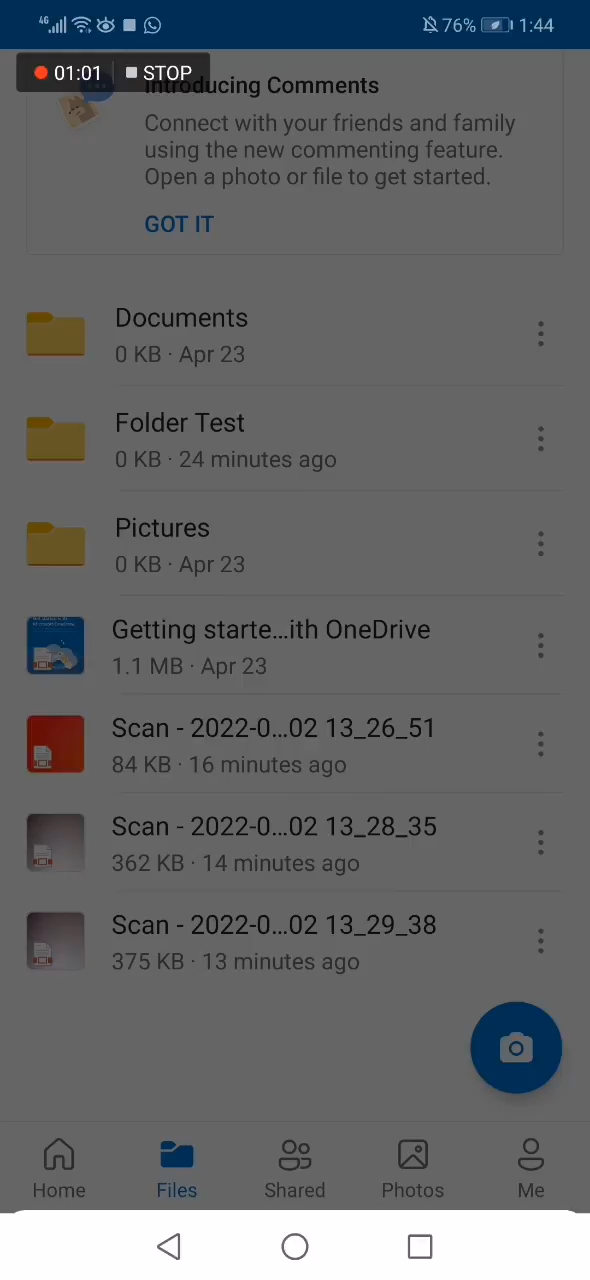 4G 76% 1:44
01:01 STOP
Introducing Comments
Connect with your friends and family
using the new commenting feature.
Open a photo or file to get started.
GOT IT
Documents
0 KB · Apr 23
Folder Test
0 KB · 24 minutes ago
Pictures
0 KB · Apr 23
Getting starte...ith OneDrive
1.1 MB · Apr 23
Scan - 2022-0...02 13_26_51
84 KB · 16 minutes ago
Scan - 2022-0...02 13_28_35
362 KB · 14 minutes ago
Scan - 2022-0...02 13_29_38
375 KB · 13 minutes ago
Home Files Shared Photos Me